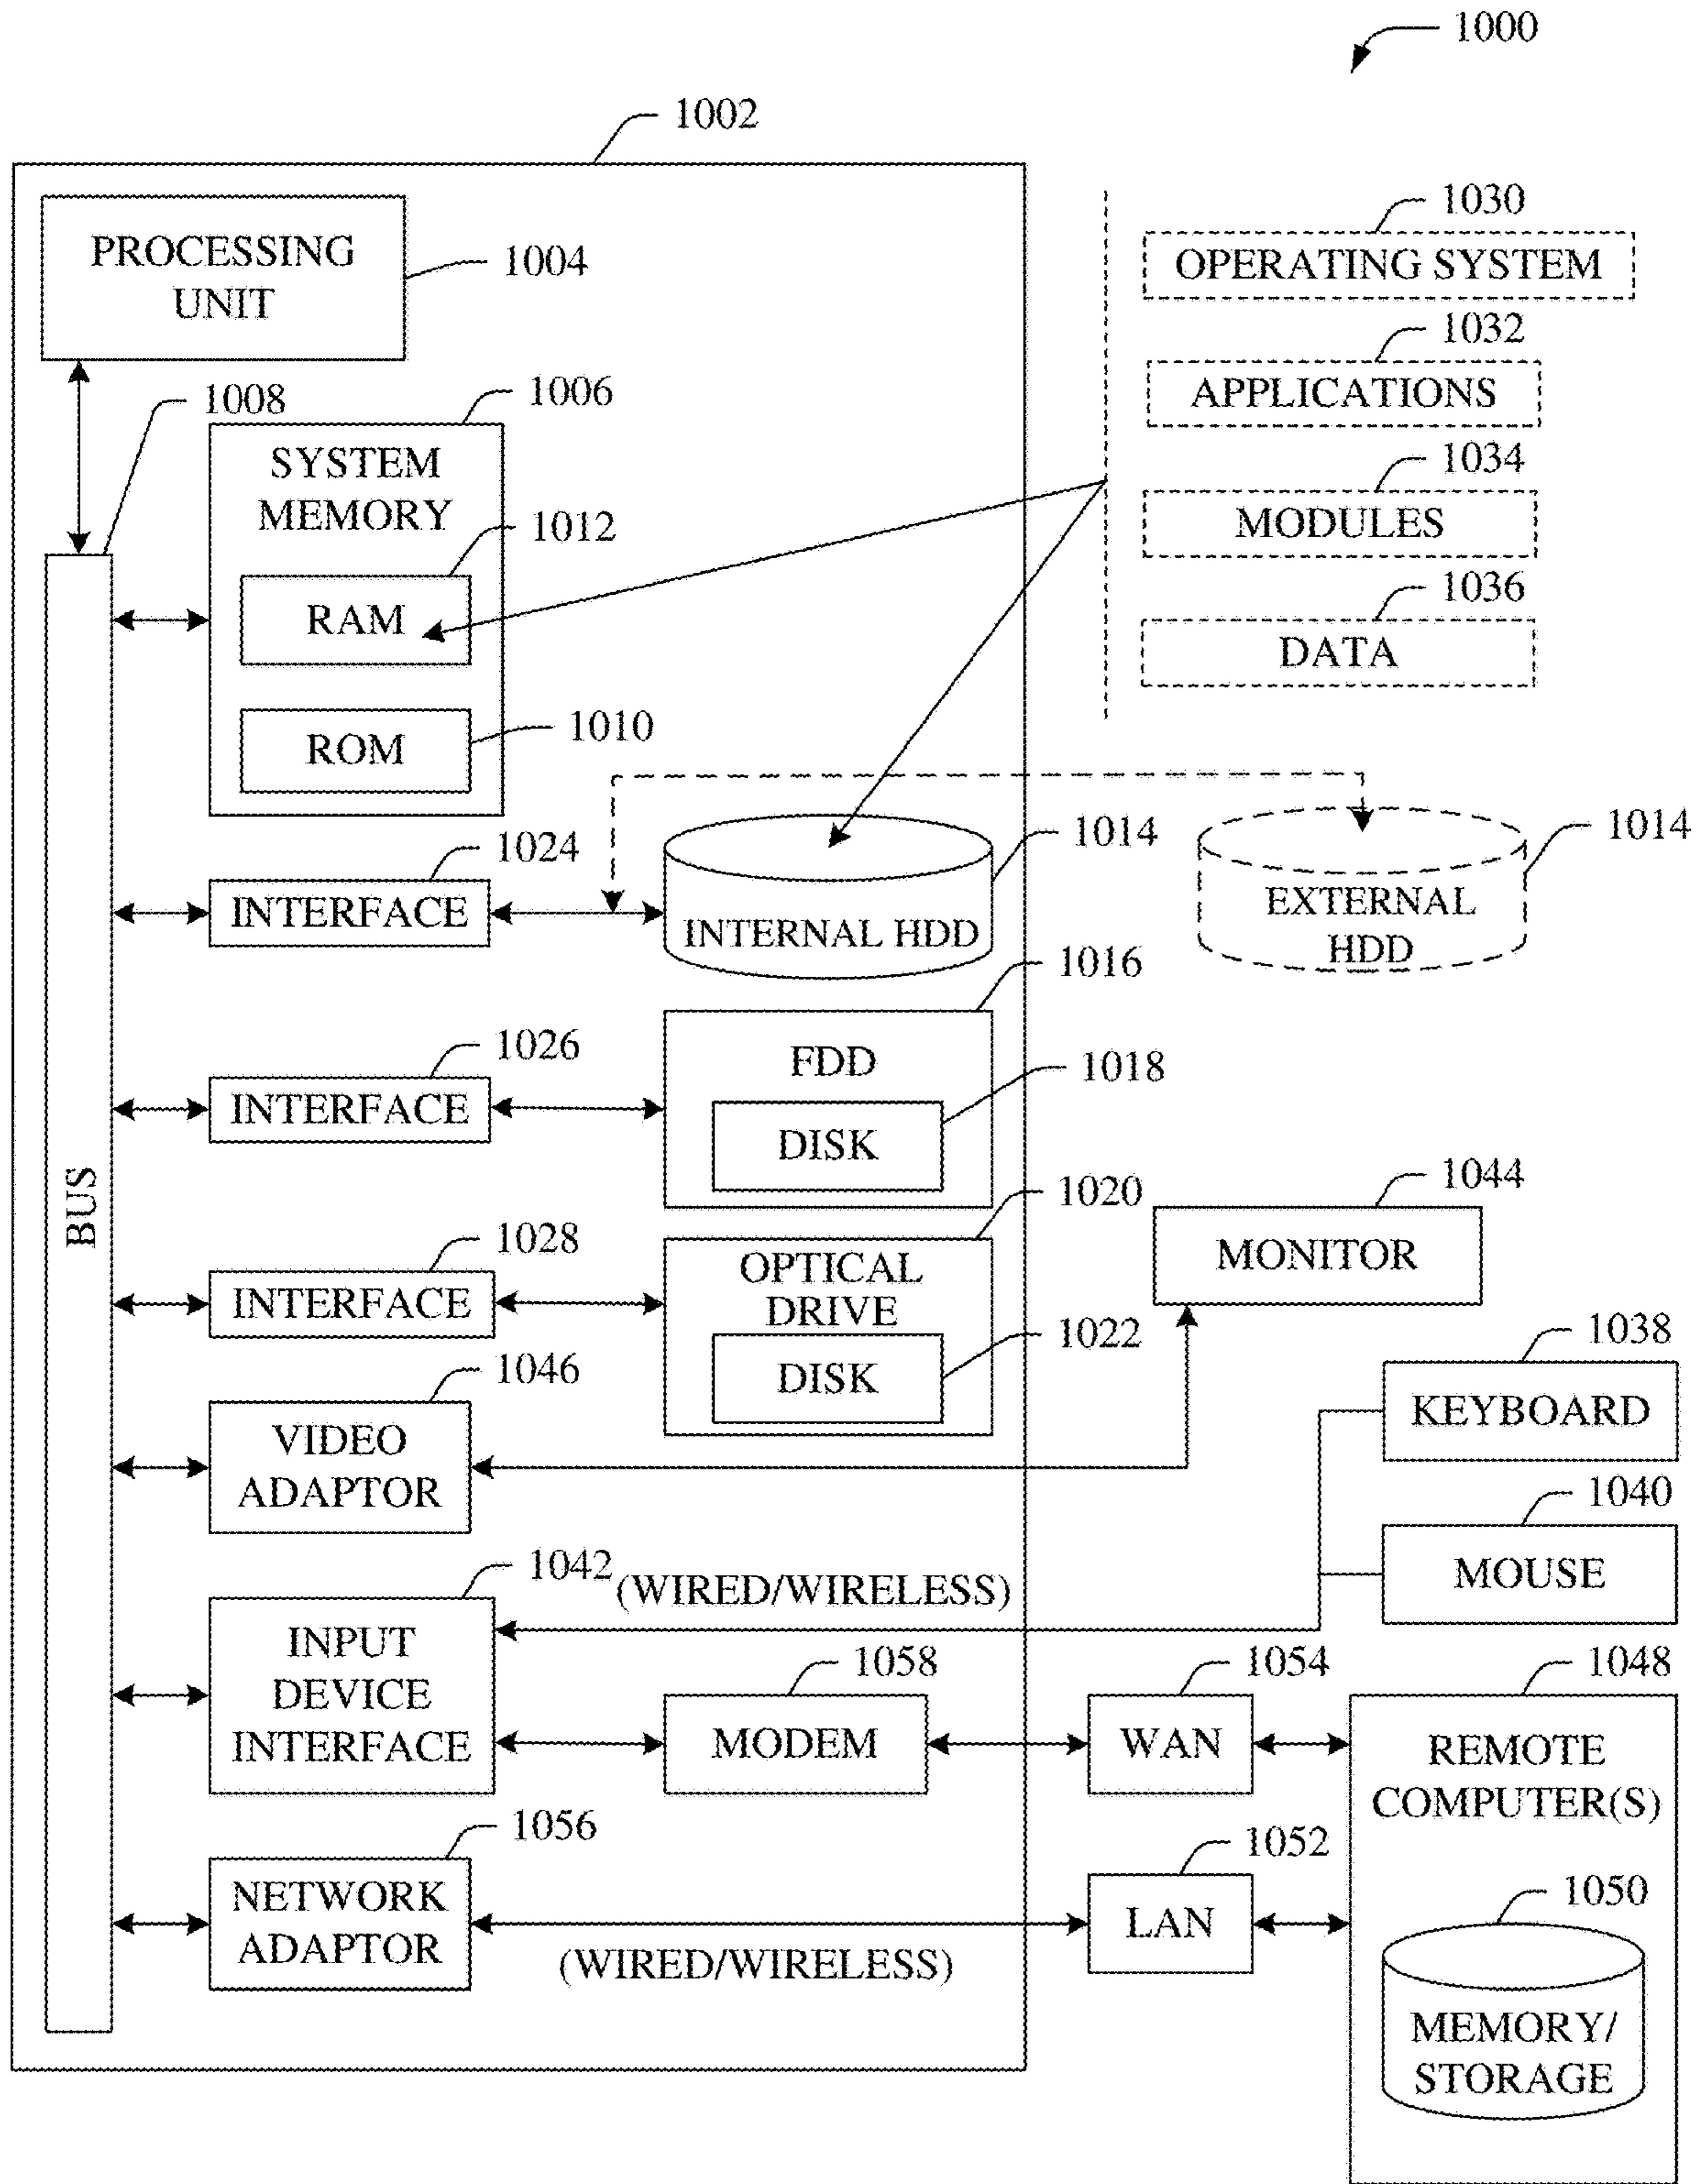 1000
1002
PROCESSING
UNIT
1004
1030
OPERATING SYSTEM
1032
APPLICATIONS
1034
MODULES
1036
DATA
1008
1006
SYSTEM
MEMORY
1012
RAM
1010
ROM
1024
INTERFACE
1014
INTERNAL HDD
1014
EXTERNAL
HDD
1026
INTERFACE
1016
FDD
1018
DISK
BUS
1028
INTERFACE
1020
OPTICAL
DRIVE
1022
DISK
1044
MONITOR
1046
VIDEO
ADAPTOR
1038
KEYBOARD
1040
MOUSE
1042
(WIRED/WIRELESS)
INPUT
DEVICE
INTERFACE
1058
MODEM
1054
WAN
1048
REMOTE
COMPUTER(S)
1056
NETWORK
ADAPTOR
(WIRED/WIRELESS)
1052
LAN
1050
MEMORY/
STORAGE